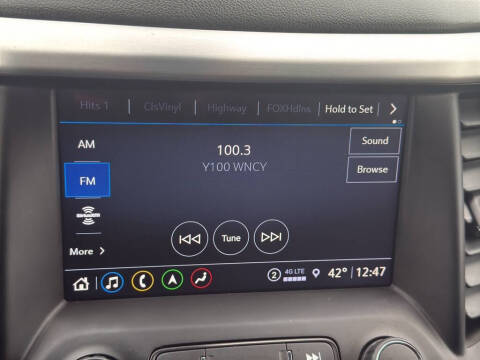 Hits 1 ClsVinyl Highway FOXHdlns Hold to Set
AM
100.3
Sound
Y100 WNCY
Browse
FM
SiriusXM
Tune
More
2 4G LTE 42° 12:47